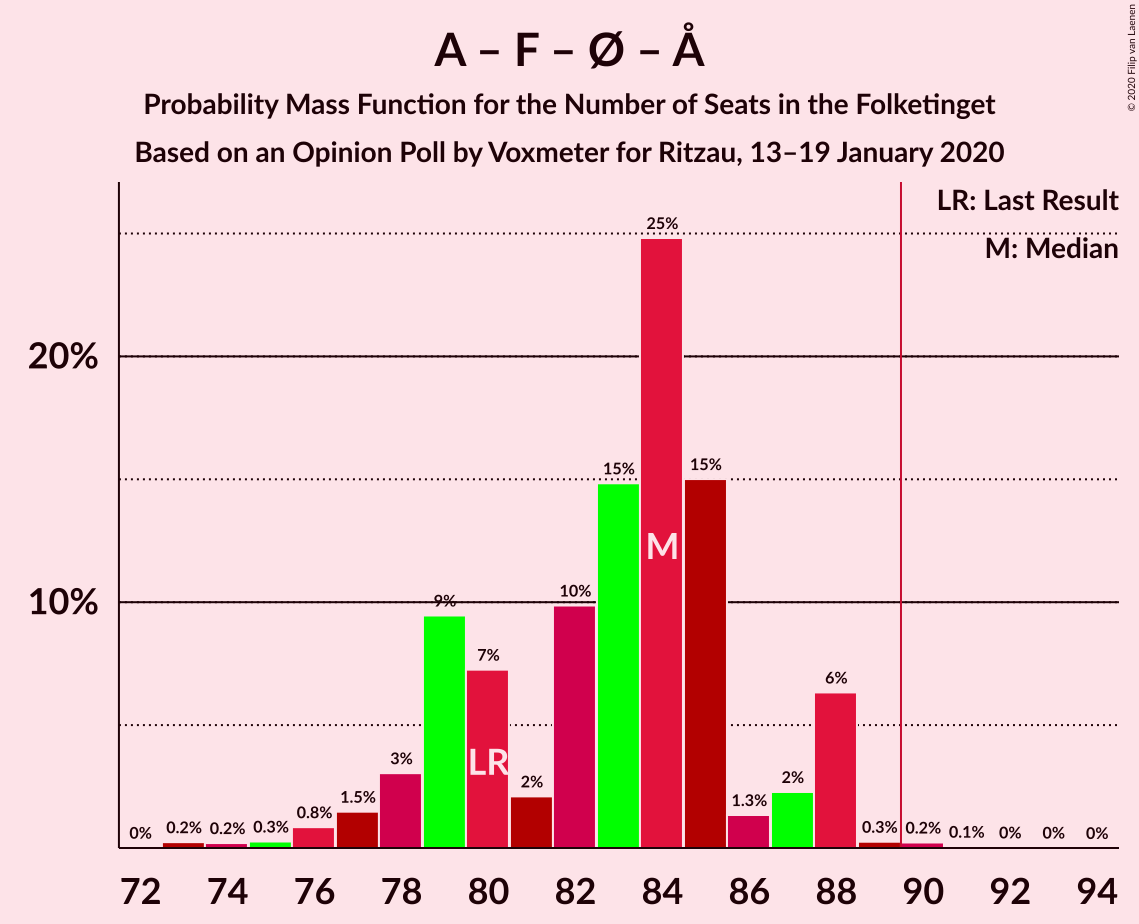 A – F – Ø – Å
Probability Mass Function for the Number of Seats in the Folketinget
Based on an Opinion Poll by Voxmeter for Ritzau, 13–19 January 2020
© 2020 Filip van Laenen
LR: Last Result
M: Median
20%
10%
0%
0.2%
0.2%
0.3%
0.8%
1.5%
3%
9%
7%
2%
10%
15%
25%
15%
1.3%
2%
6%
0.3%
0.2%
0.1%
0%
0%
0%
LR
M
72 74 76 78 80 82 84 86 88 90 92 94